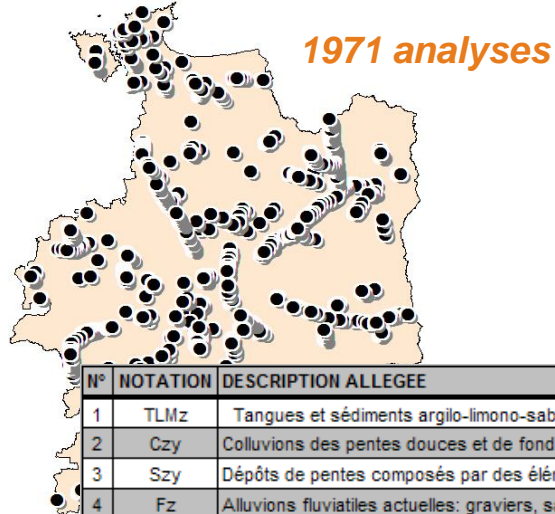 1971 analyses
N° NOTATION DESCRIPTION ALLEGEE
1 TLMz Tangues et sédiments argilo-limono-sab
2 Czy Colluvions des pentes douces et de fond
3 Szy Dépôts de pentes composés par des élé
4 Fz Alluvions fluviatiles actuelles: graviers, s